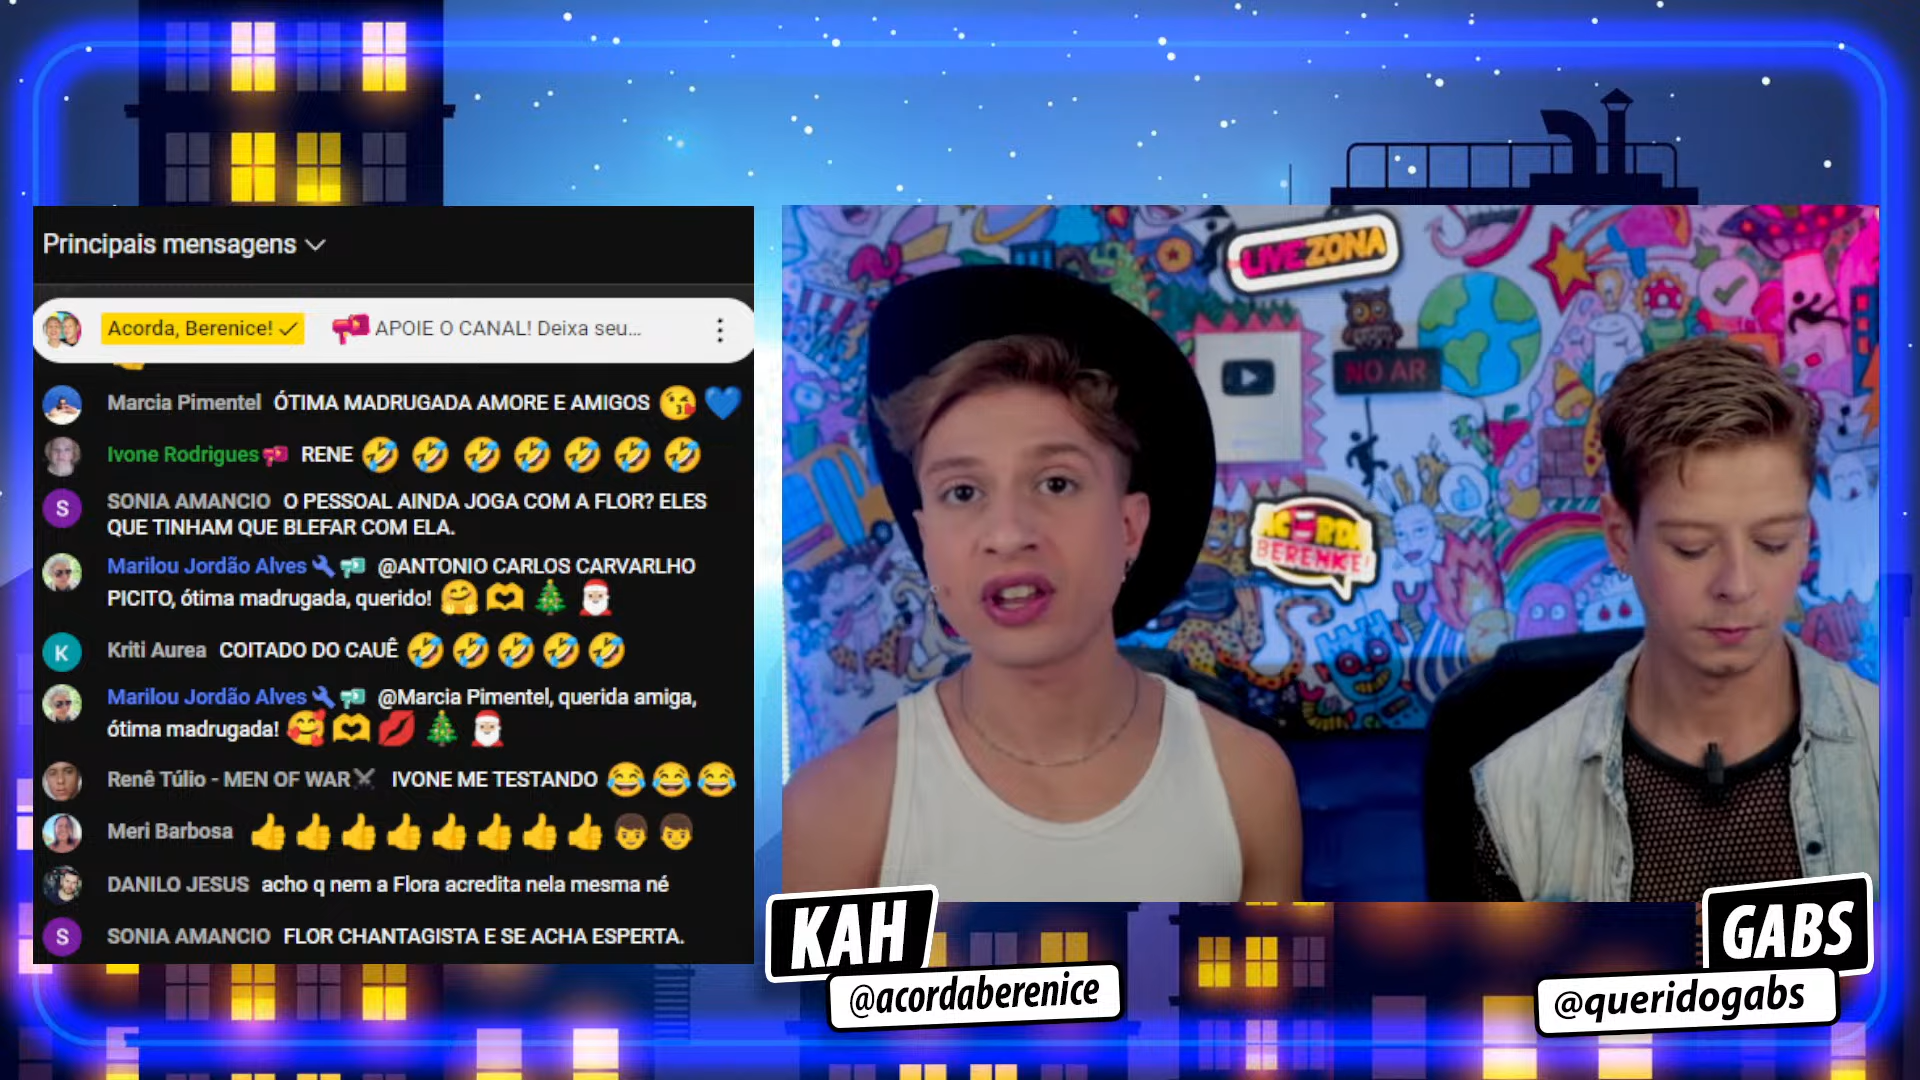 Principais mensagens
Acorda, Berenice! APOIE O CANAL! Deixa seu...
Marcia Pimentel ÓTIMA MADRUGADA AMORE E AMIGOS 😘 💙
Ivone Rodrigues RENE 🤣 🤣 🤣 🤣 🤣 🤣 🤣
S
SONIA AMANCIO O PESSOAL AINDA JOGA COM A FLOR? ELES
QUE TINHAM QUE BLEFAR COM ELA.
Marilou Jordão Alves @ANTONIO CARLOS CARVARLHO
PICITO, ótima madrugada, querido! 🤗 🫶 🎄 🎅🏼
K
Kriti Aurea COITADO DO CAUÊ 🤣 🤣 🤣 🤣 🤣
Marilou Jordão Alves @Marcia Pimentel, querida amiga,
ótima madrugada! 🥰 🫶 💋 🎄 🎅🏼
Renê Túlio - MEN OF WAR⚔ IVONE ME TESTANDO 😂 😂 😂
Meri Barbosa 👍 👍 👍 👍 👍 👍 👍 👍 👦 👦
DANILO JESUS acho q nem a Flora acredita nela mesma né
S
SONIA AMANCIO FLOR CHANTAGISTA E SE ACHA ESPERTA.
LIVEZONA
NO AR
ACORDA
BERENICE!
KAH
@acordaberenice
GABS
@queridogabs